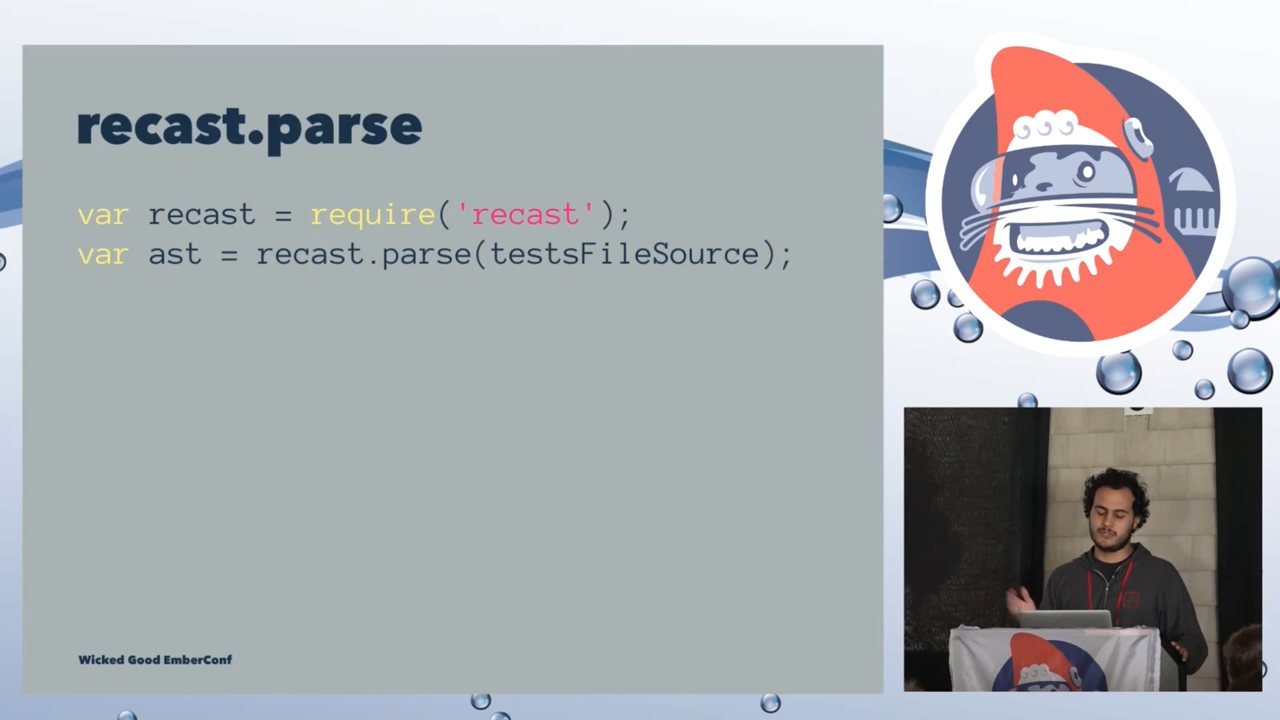 recast.parse
var recast = require('recast');
var ast = recast.parse(testsFileSource);
Wicked Good EmberConf